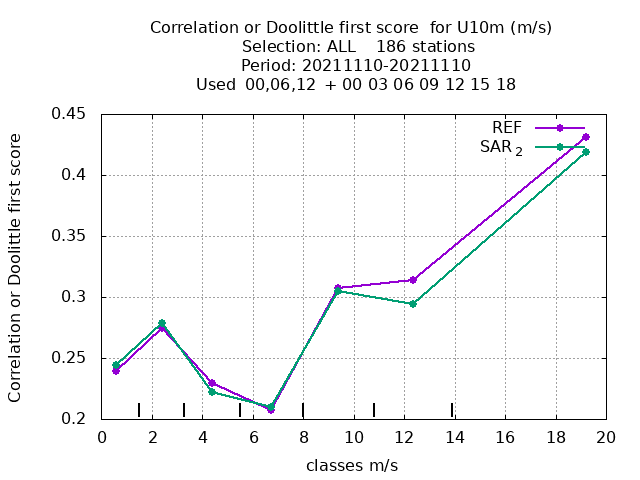 Correlation or Doolittle first score  for U10m (m/s)
Selection: ALL    186 stations
Period: 20211110-20211110
Used  00,06,12  + 00 03 06 09 12 15 18
Correlation or Doolittle first score
0.45
0.4
0.35
0.3
0.25
0.2
REF
SAR 2
0 2 4 6 8 10 12 14 16 18 20
classes m/s